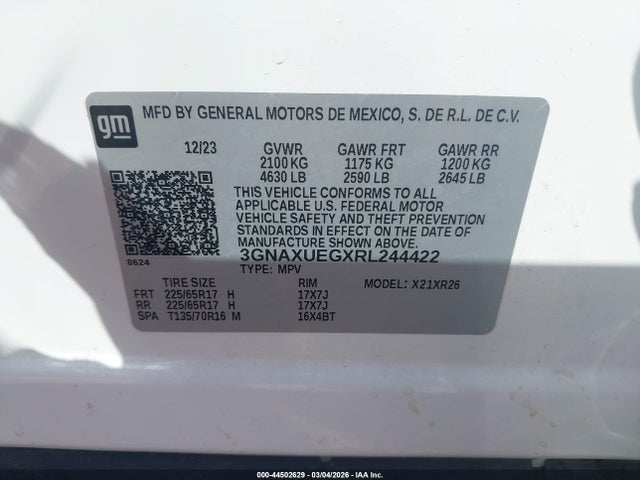 gm
MFD BY GENERAL MOTORS DE MEXICO, S. DE R.L. DE C.V.
12/23 GVWR GAWR FRT GAWR RR
2100 KG 1175 KG 1200 KG
4630 LB 2590 LB 2645 LB
THIS VEHICLE CONFORMS TO ALL
APPLICABLE U.S. FEDERAL MOTOR
VEHICLE SAFETY AND THEFT PREVENTION
STANDARDS IN EFFECT ON THE DATE OF
MANUFACTURE SHOWN ABOVE.
8624
3GNAXUEGXRL244422
TYPE: MPV
TIRE SIZE RIM MODEL: X21XR26
FRT 225/65R17 H 17X7J
RR 225/65R17 H 17X7J
SPA T135/70R16 M 16X4BT
000-44502629 - 03/04/2026 - IAA Inc.